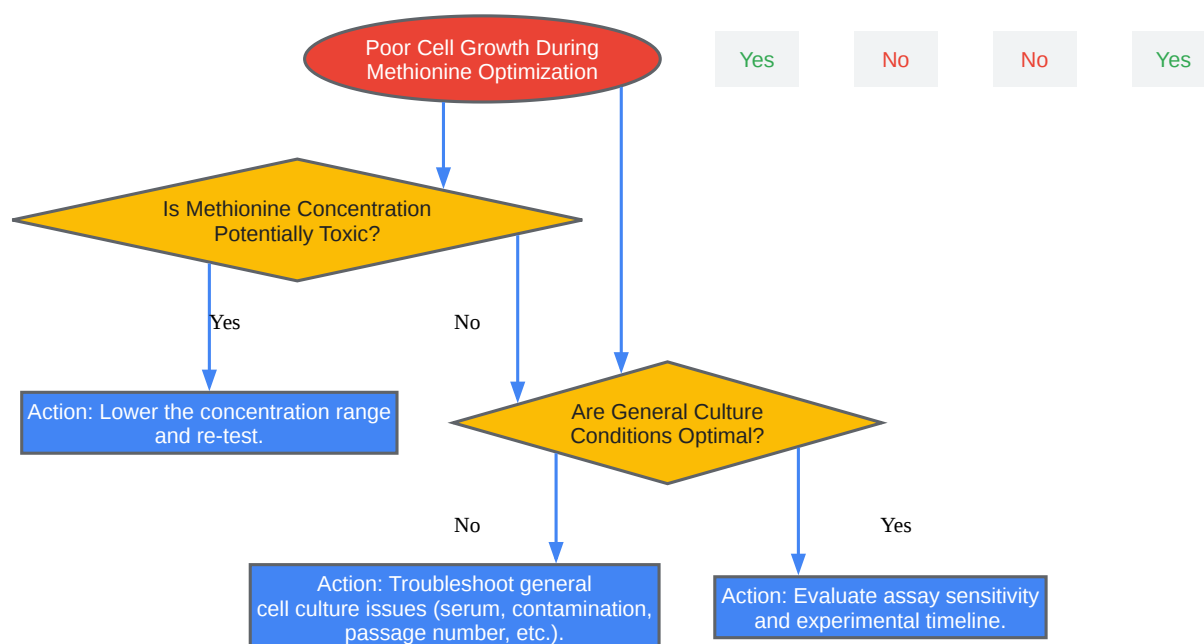 Poor Cell Growth During
Methionine Optimization
Yes
No
No
Yes
Is Methionine Concentration
Potentially Toxic?
Yes
No
Action: Lower the concentration range
and re-test.
Are General Culture
Conditions Optimal?
No
Yes
Action: Troubleshoot general
cell culture issues (serum, contamination,
passage number, etc.).
Action: Evaluate assay sensitivity
and experimental timeline.